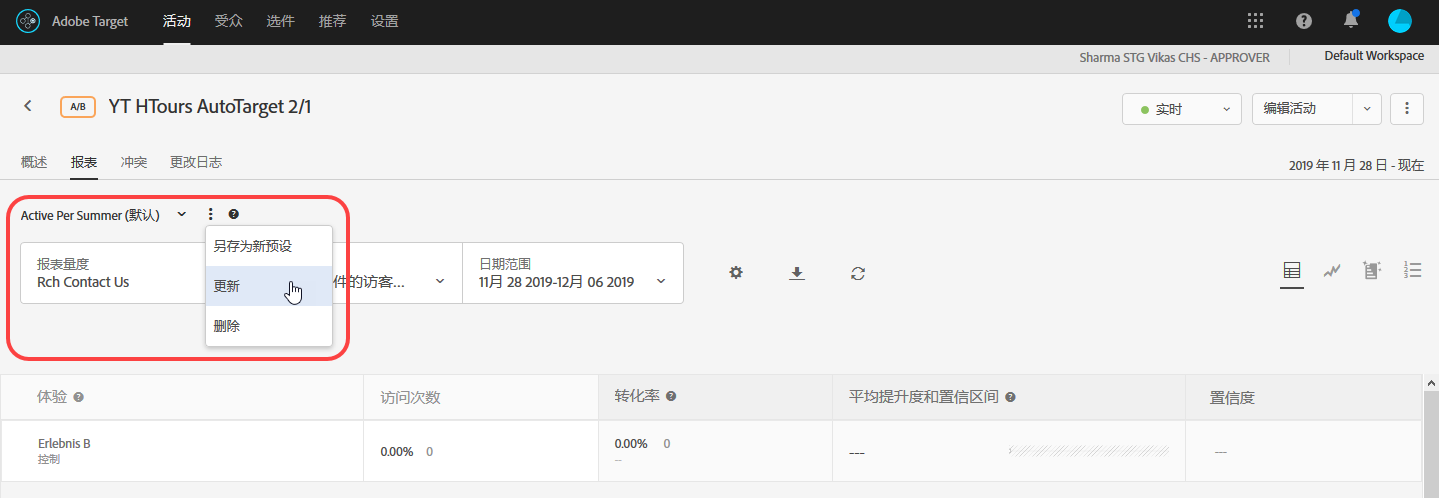 Adobe Target 活动 受众 选件 推荐 设置
Sharma STG Vikas CHS - APPROVER Default Workspace
A/B YT HTours AutoTarget 2/1 实时 编辑活动
概述 报表 冲突 更改日志
2019 年 11 月 28 日 - 现在
Active Per Summer (默认)
另存为新预设
更新
删除
报表量度
Rch Contact Us
件的访客...
日期范围
11月 28 2019-12月 06 2019
体验 访问次数 转化率 平均提升度和置信区间 置信度
Erlebnis B
控制
0.00% 0
0.00% 0
--
---
---